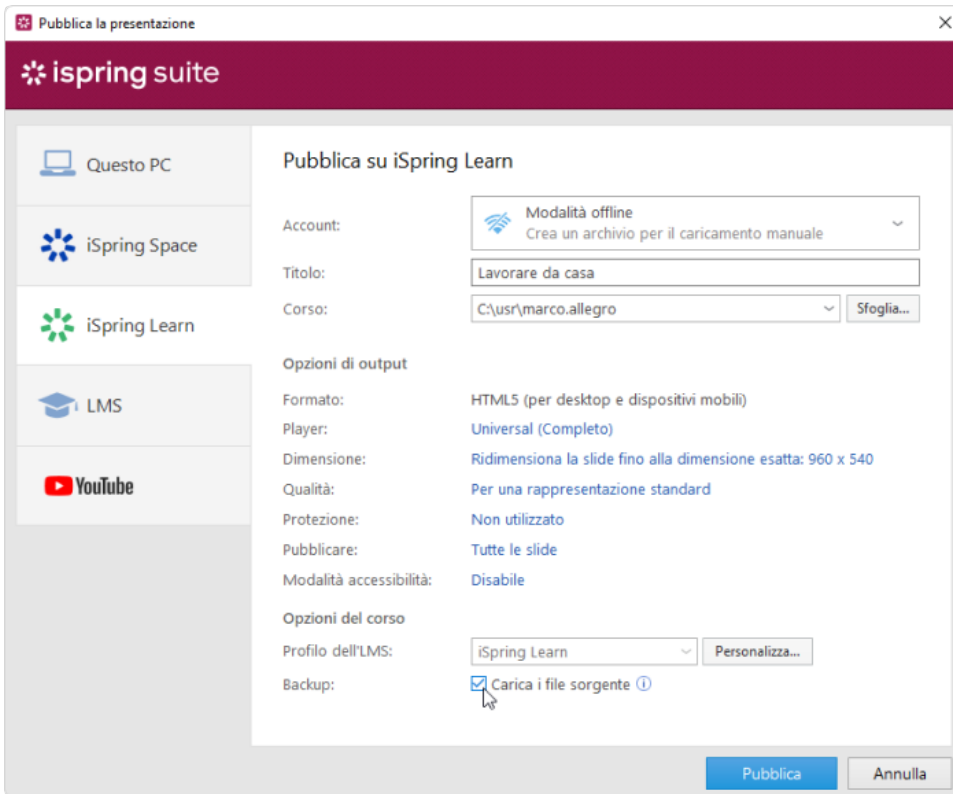 Pubblica la presentazione
ispring suite
Questo PC
iSpring Space
iSpring Learn
LMS
YouTube
Pubblica su iSpring Learn
Account: Modalità offline
Crea un archivio per il caricamento manuale
Titolo: Lavorare da casa
Corso: C:\usr\marco.allegro Sfoglia...
Opzioni di output
Formato: HTML5 (per desktop e dispositivi mobili)
Player: Universal (Completo)
Dimensione: Ridimensiona la slide fino alla dimensione esatta: 960 x 540
Qualità: Per una rappresentazione standard
Protezione: Non utilizzato
Pubblicare: Tutte le slide
Modalità accessibilità: Disabile
Opzioni del corso
Profilo dell'LMS: iSpring Learn Personalizza...
Backup: Carica i file sorgente
Pubblica Annulla